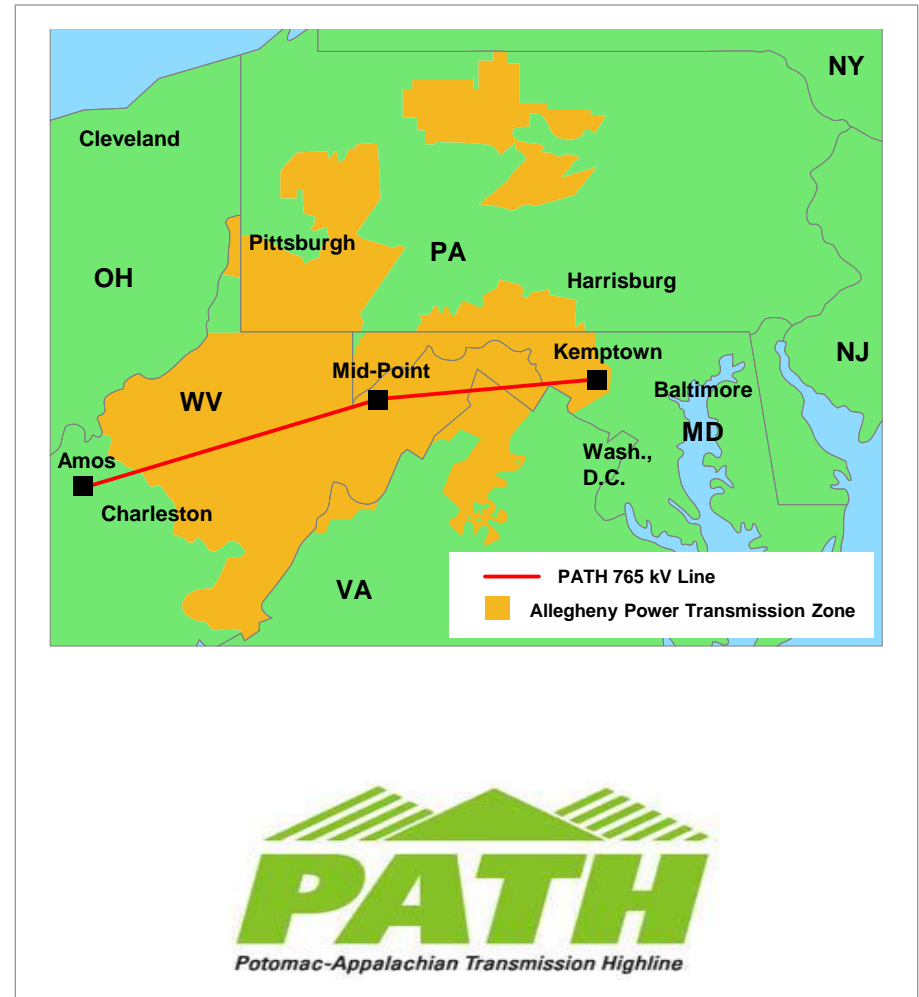 NY
Cleveland
Pittsburgh
PA
OH
Harrisburg
Kemptown
NJ
Mid-Point
Baltimore
WV
MD
Wash.,
D.C.
Amos
Charleston
PATH 765 kV Line
VA
Allegheny Power Transmission Zone
PATH
Potomac-Appalachian Transmission Highline